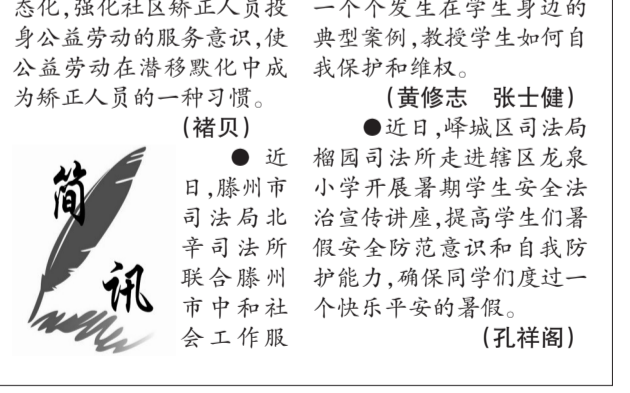 态化,强化社区矫正人员投
身公益劳动的服务意识,使
公益劳动在潜移默化中成
为矫正人员的一种习惯。
(褚贝)
●近
日,滕州市
司法局北
辛司法所
联合滕州
市中和社
会工作服
简
讯
一个个发生在学生身边的
典型案例,教授学生如何自
我保护和维权。
(黄修志 张士健)
●近日,峄城区司法局
榴园司法所走进辖区龙泉
小学开展暑期学生安全法
治宣传讲座,提高学生们暑
假安全防范意识和自我防
护能力,确保同学们度过一
个快乐平安的暑假。
(孔祥阁)